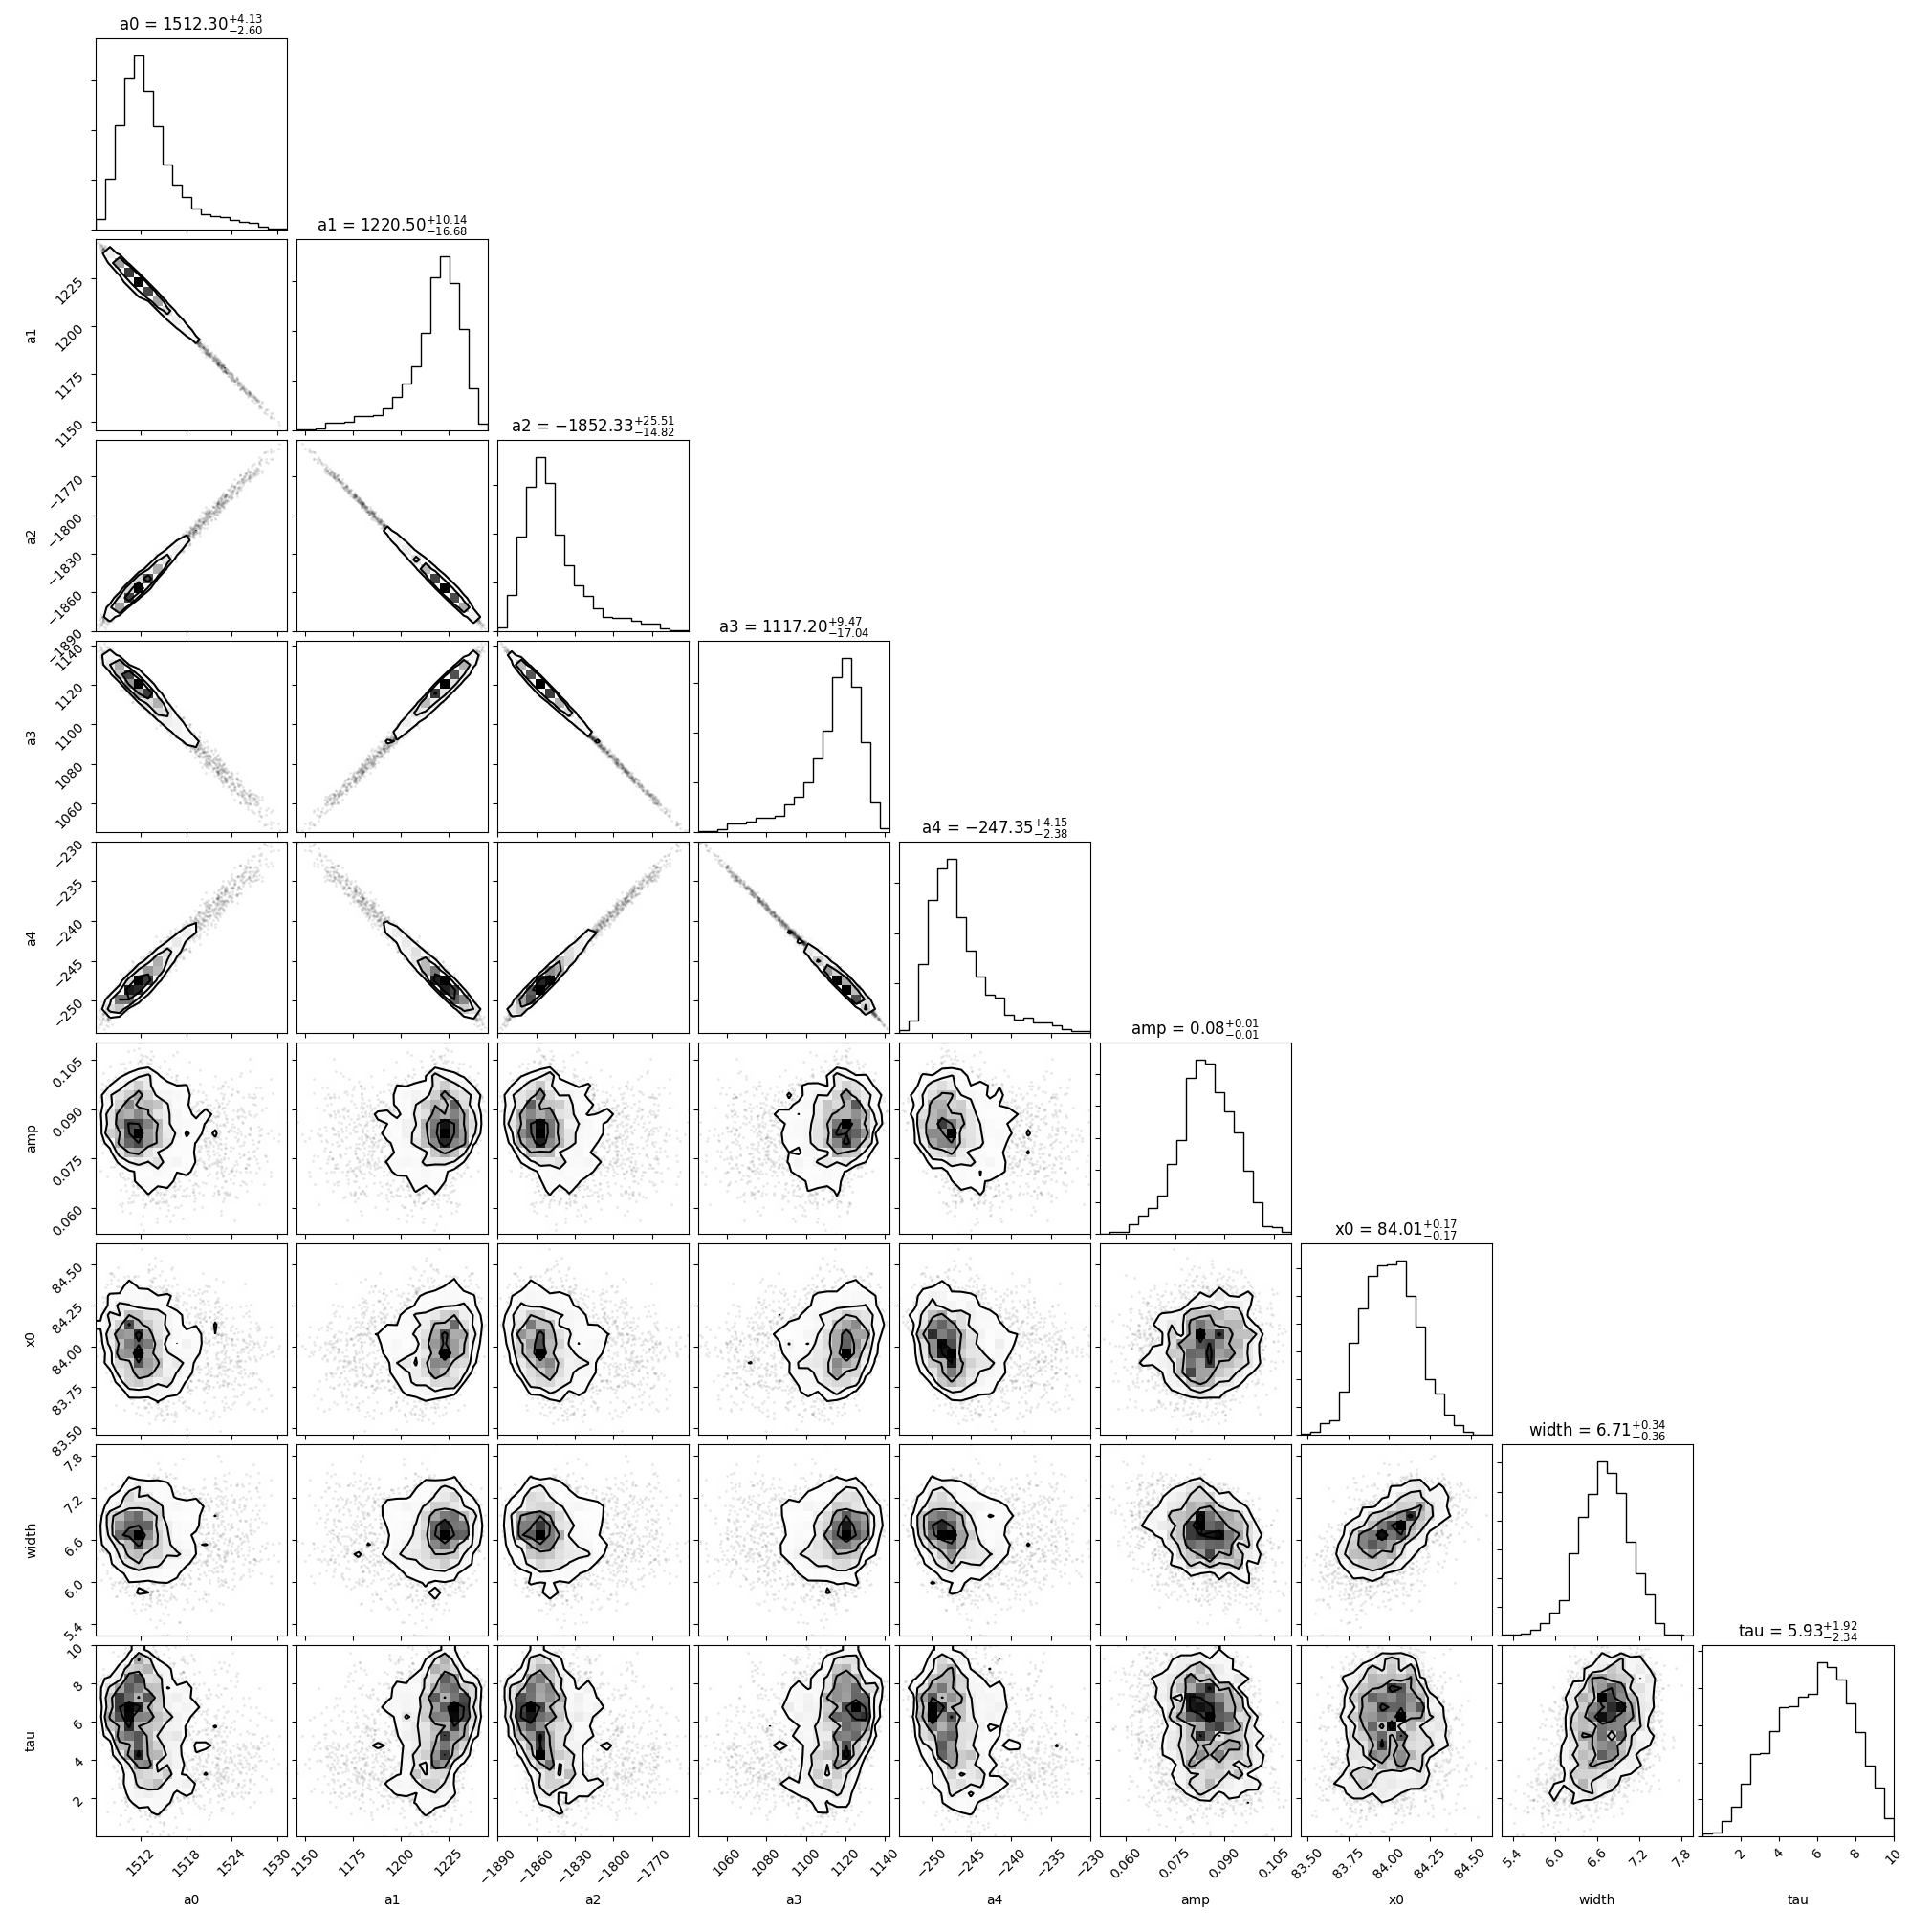 a0 = 1512.30+4.13−2.60
a1 = 1220.50+10.14−16.68
1225
1200
1175
1150
a1
a2 = −1852.33+25.51−14.82
−1770
−1800
−1830
−1860
−1890
a2
a3 = 1117.20+9.47−17.04
1140
1120
1100
1080
1060
a3
a4 = −247.35+4.15−2.38
−230
−235
−240
−245
−250
a4
amp = 0.08+0.01−0.01
0.105
0.090
0.075
0.060
amp
x0 = 84.01+0.17−0.17
84.50
84.25
84.00
83.75
83.50
x0
width = 6.71+0.34−0.36
7.8
7.2
6.6
6.0
5.4
width
tau = 5.93+1.92−2.34
10
8
6
4
2
tau
1512 1518 1524 1530 1150 1175 1200 1225 −1890 −1860 −1830 −1800 −1770 1060 1080 1100 1120 1140 −250 −245 −240 −235 −230 0.060 0.075 0.090 0.105 83.50 83.75 84.00 84.25 84.50 5.4 6.0 6.6 7.2 7.8 2 4 6 8 10
a0 a1 a2 a3 a4 amp x0 width tau